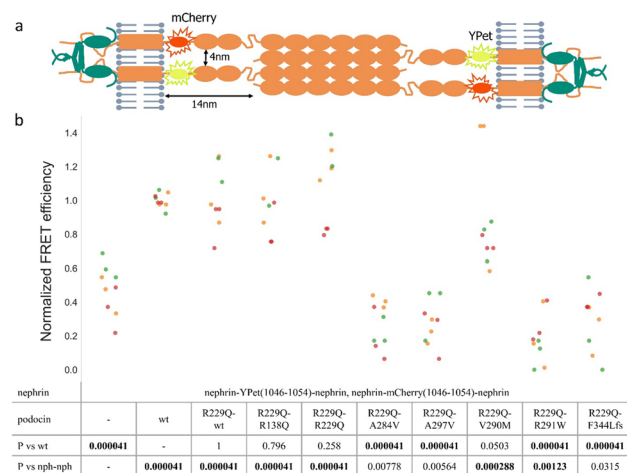 a
mCherry
YPet
4nm
14nm
b
Normalized FRET efficiency
1.4
1.2
1.0
0.8
0.6
0.4
0.2
0.0
nephrin nephrin-YPet(1046-1054)-nephrin, nephrin-mCherry(1046-1054)-nephrin
podocin - wt R229Q-wt R229Q-R138Q R229Q-R229Q R229Q-A284V R229Q-A297V R229Q-V290M R229Q-R291W R229Q-F344Lfs
P vs wt 0.000041 - 1 0.796 0.258 0.000041 0.000041 0.0503 0.000041 0.000041
P vs nph-nph - 0.000041 0.000041 0.000041 0.000041 0.00778 0.00564 0.000288 0.00123 0.0315